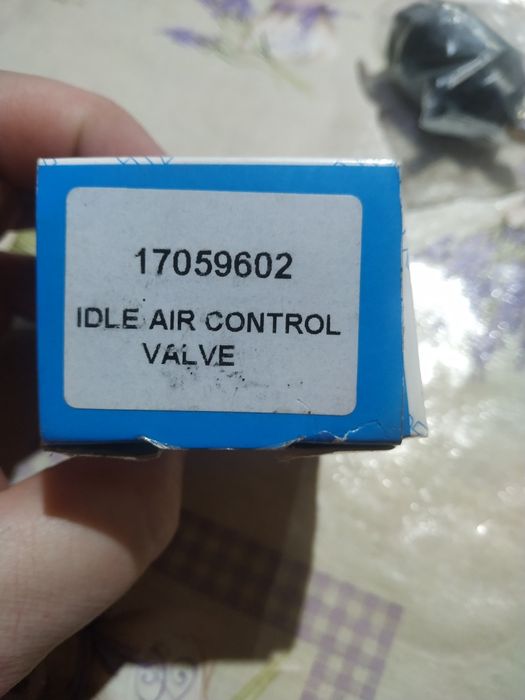 17059602
IDLE AIR CONTROL
VALVE